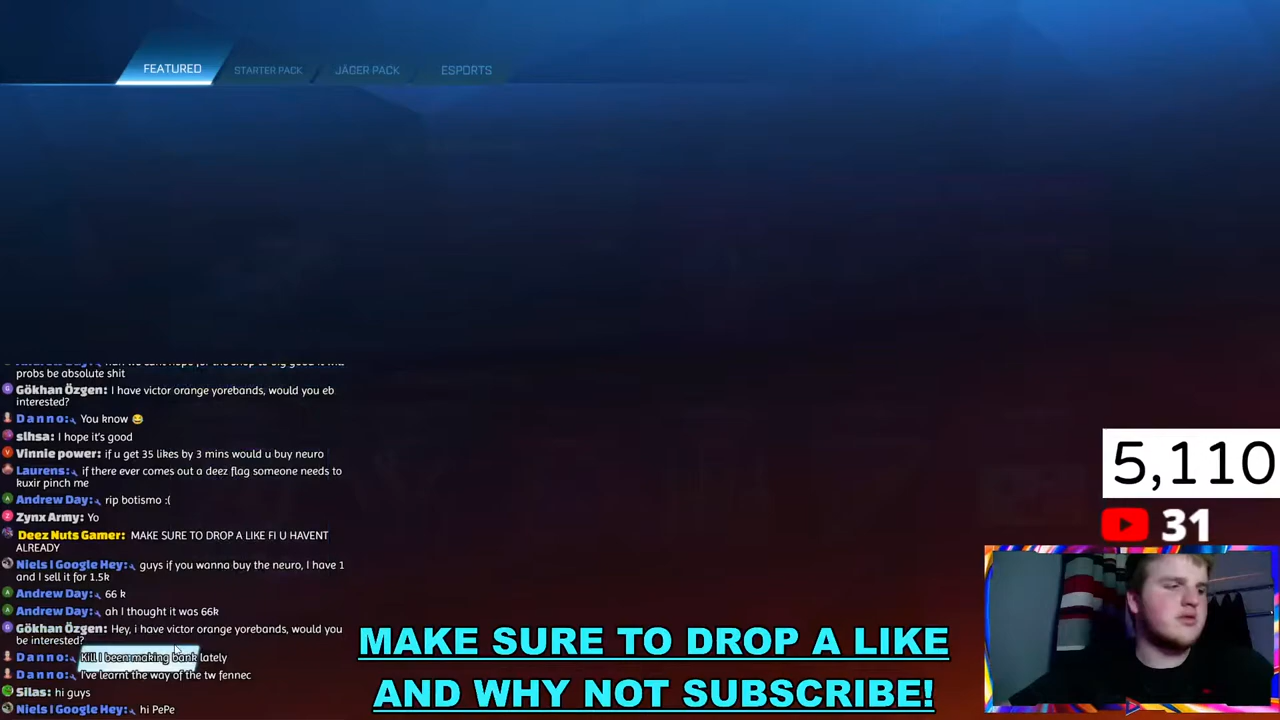 FEATURED STARTER PACK JÄGER PACK ESPORTS
probs be absolute shit
Gökhan Özgen: I have victor orange yorebands, would you eb
interested?
D a n n o: You know 😂
slhsa: I hope it's good
Vinnie power: if u get 35 likes by 3 mins would u buy neuro
Laurens: if there ever comes out a deez flag someone needs to
kuxir pinch me
Andrew Day: rip botismo :(
Zynx Army: Yo
Deez Nuts Gamer: MAKE SURE TO DROP A LIKE FI U HAVENT
ALREADY
Niels | Google Hey: guys if you wanna buy the neuro, I have 1
and I sell it for 1.5k
Andrew Day: 66 k
Andrew Day: ah I thought it was 66k
Gökhan Özgen: Hey, i have victor orange yorebands, would you
be interested?
D a n n o: Kill I been making bank lately
D a n n o: I've learnt the way of the tw fennec
Silas: hi guys
Niels | Google Hey: hi PePe
5,110
31
MAKE SURE TO DROP A LIKE
AND WHY NOT SUBSCRIBE!